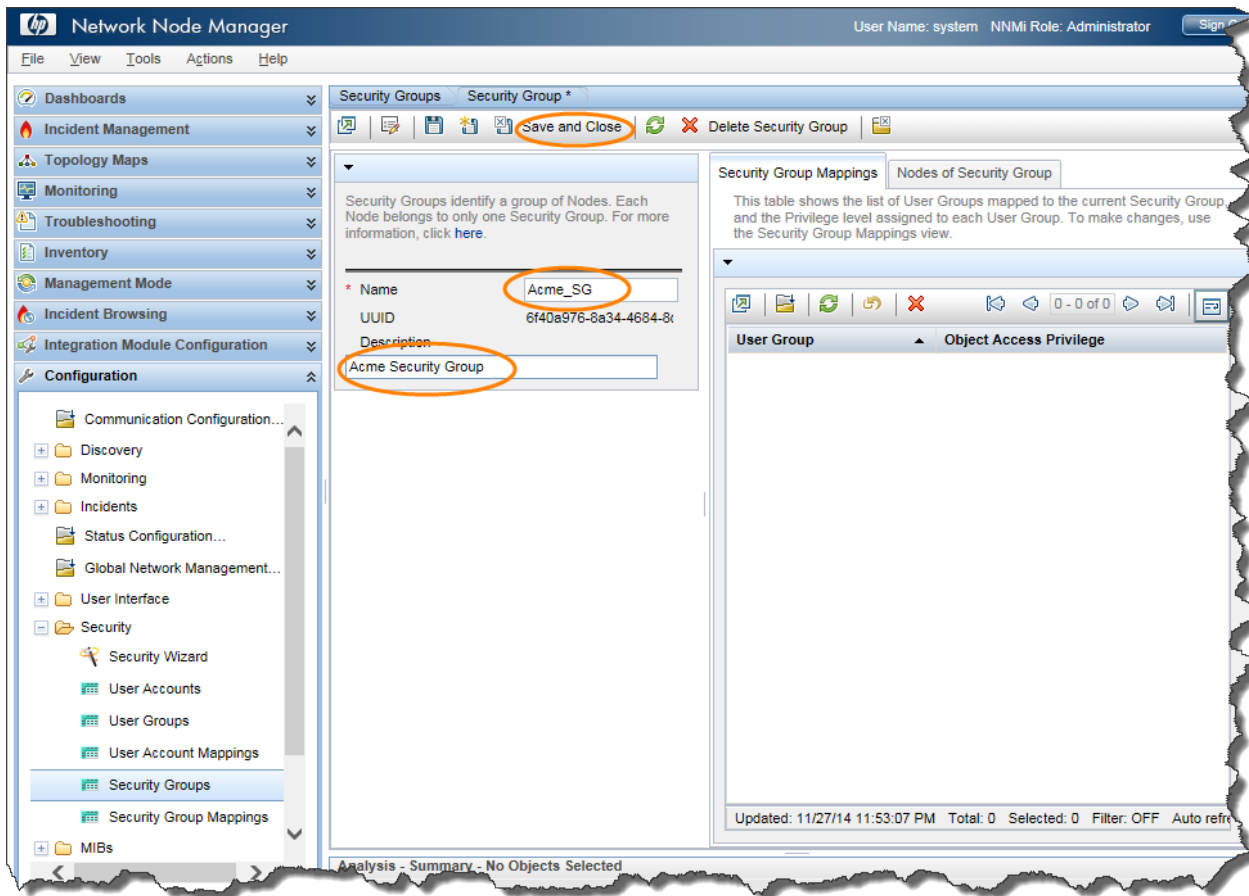 hp Network Node Manager
User Name: system NNMi Role: Administrator
Sign
File View Tools Actions Help
Dashboards
Incident Management
Topology Maps
Monitoring
Troubleshooting
Inventory
Management Mode
Incident Browsing
Integration Module Configuration
Configuration
Communication Configuration...
Discovery
Monitoring
Incidents
Status Configuration...
Global Network Management...
User Interface
Security
Security Wizard
User Accounts
User Groups
User Account Mappings
Security Groups
Security Group Mappings
MIBs
Security Groups Security Group *
Save and Close Delete Security Group
Security Groups identify a group of Nodes. Each
Node belongs to only one Security Group. For more
information, click here.
* Name Acme_SG
UUID 6f40a976-8a34-4684-8
Description
Acme Security Group
Security Group Mappings Nodes of Security Group
This table shows the list of User Groups mapped to the current Security Group,
and the Privilege level assigned to each User Group. To make changes, use
the Security Group Mappings view.
0 - 0 of 0
User Group Object Access Privilege
Updated: 11/27/14 11:53:07 PM Total: 0 Selected: 0 Filter: OFF Auto refre
Analysis - Summary - No Objects Selected